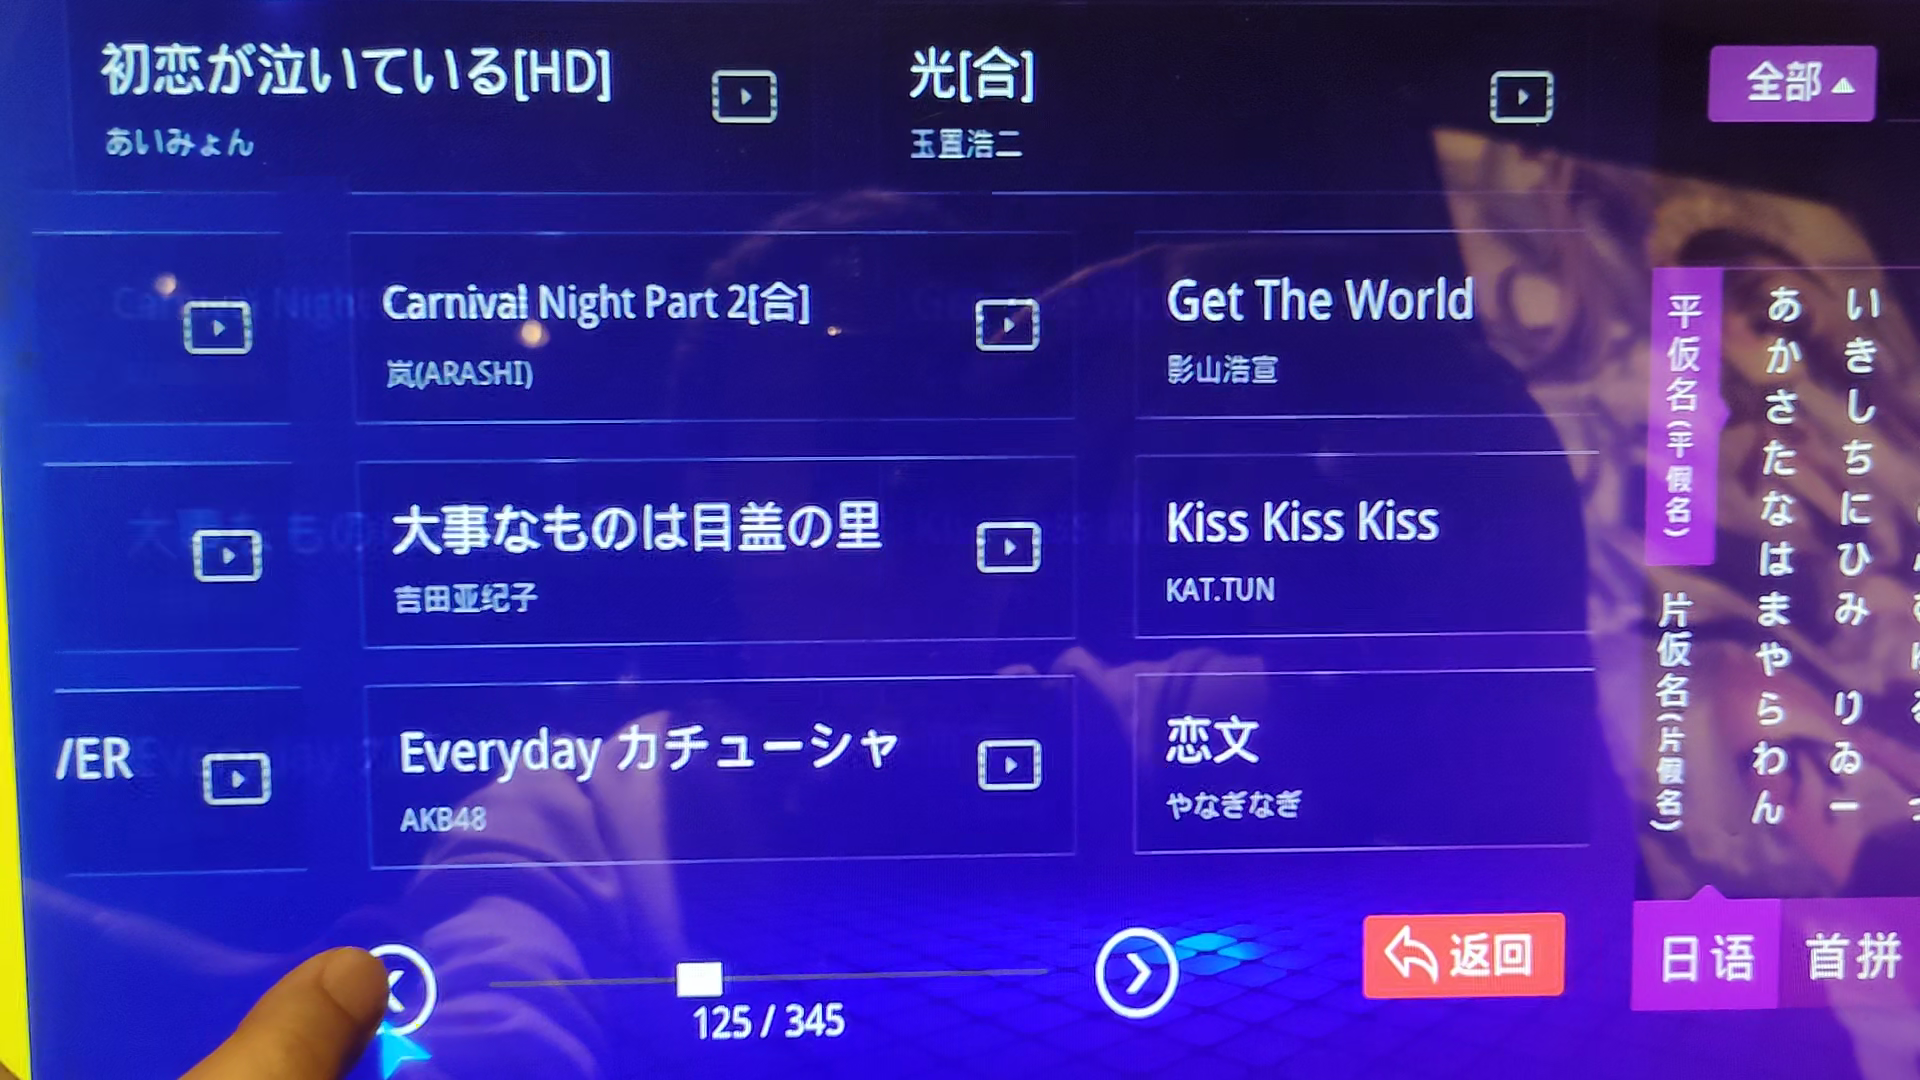 初恋が泣いている[HD]
あいみょん
光[合]
玉置浩二
全部
Carnival Night Part 2[合]
岚(ARASHI)
Get The World
影山浩宣
大事なものは目盖の里
吉田亚纪子
Kiss Kiss Kiss
KAT.TUN
/ER
Everyday カチューシャ
AKB48
恋文
やなぎなぎ
平仮名(平假名)
片仮名(片假名)
あかさたなはまやらわん
いきしちにひみ りゐー
125 / 345
返回
日语
首拼